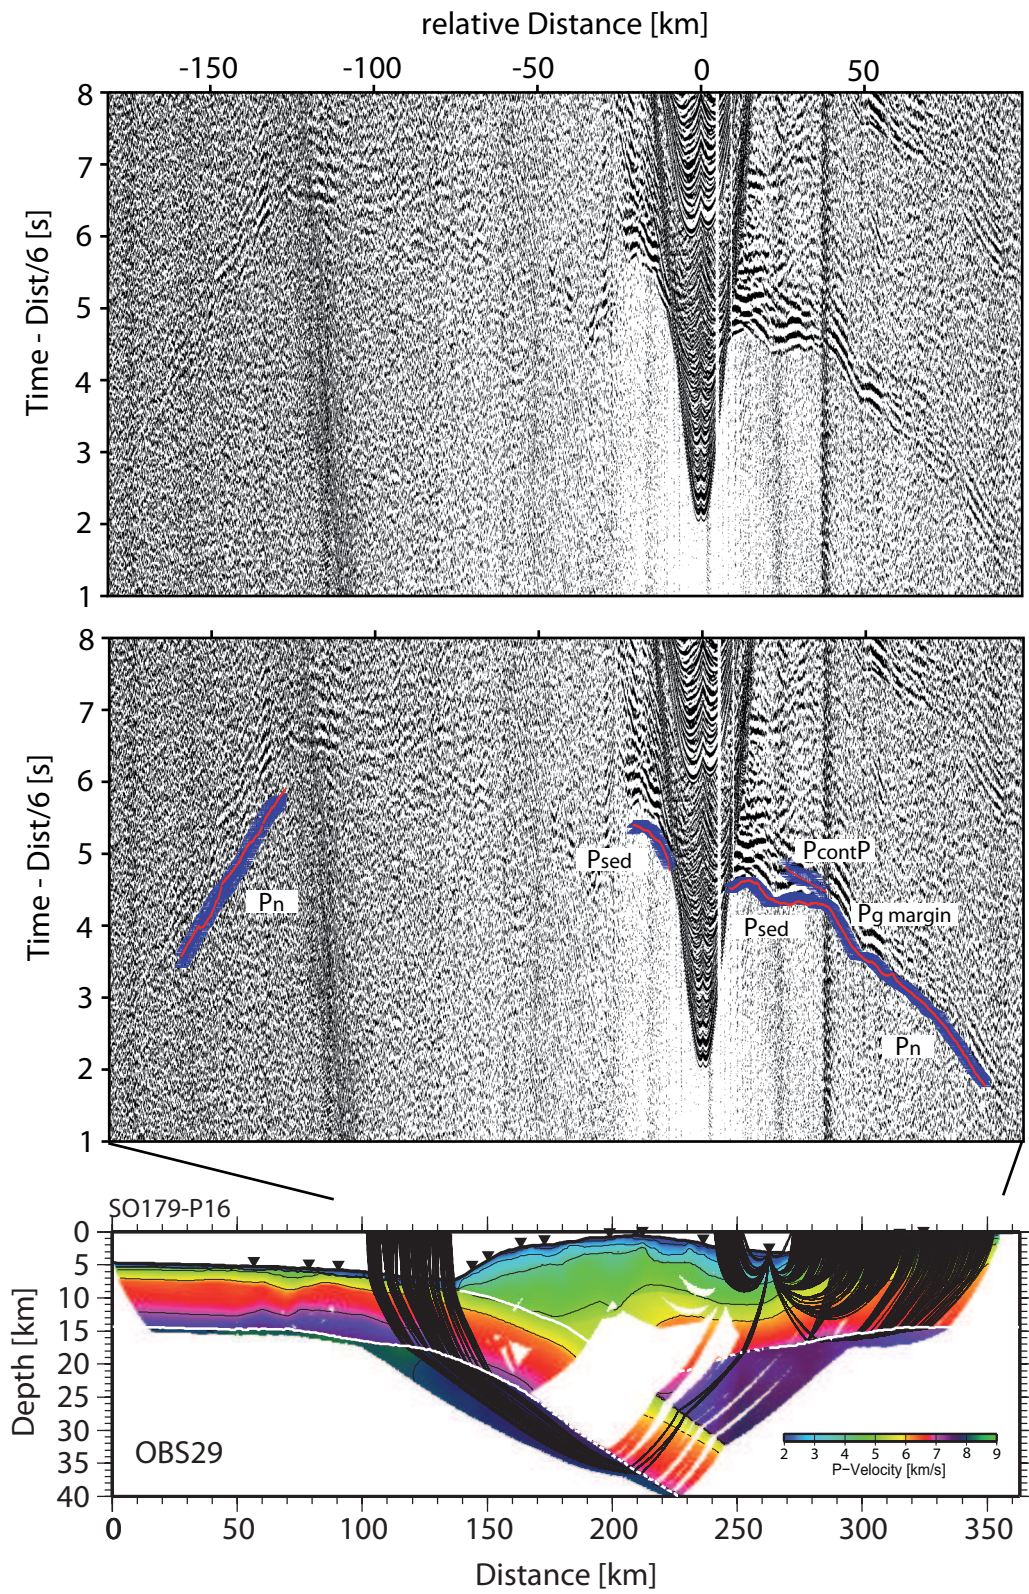 relative Distance [km]
-150 -100 -50 0 50
8
7
6
5
4
3
2
1
Time - Dist/6 [s]
8
7
6
5
4
3
2
1
Time - Dist/6 [s]
Pn
Psed
PcontP
Psed
Pg margin
Pn
SO179-P16
0
5
10
15
20
25
30
35
40
Depth [km]
OBS29
2 3 4 5 6 7 8 9
P-Velocity [km/s]
0 50 100 150 200 250 300 350
Distance [km]